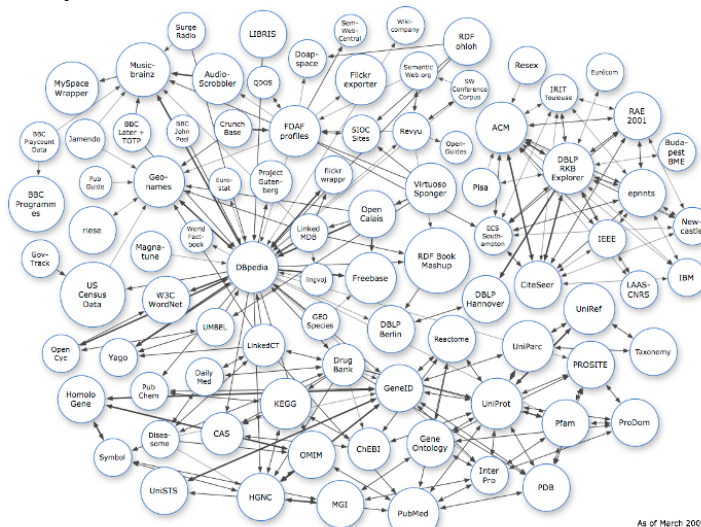 Surge
Radio
LIBRIS
Sem-
Web-
Central
Wiki-
company
RDF
ohloh
Doap-
space
Music-
brainz
MySpace
Wrapper
Audio-
Scrobbler
QDOS
Flickr
exporter
Semantic
Web.org
SW
Conference
Corpus
Resex
IRIT
Toulouse
Eurécom
RAE
2001
ACM
BBC
Playcount
Data
Jamendo
BBC
Later +
TOTP
BBC
John
Peel
Crunch
Base
FOAF
profiles
SIOC
Sites
Revyu
Open-
Guides
Buda-
pest
BME
DBLP
RKB
Explorer
Pub
Guide
Geo-
names
Euro-
stat
Project
Guten-
berg
flickr
wrappr
Virtuoso
Sponger
Pisa
eprints
BBC
Programm
es
riese
World
Fact-
book
Linked
MDB
Open
Calais
New-
castle
ECS
South-
ampton
IEEE
Gov-
Track
Magna-
tune
DBpedia
RDF Book
Mashup
US
Census
Data
W3C
WordNet
lingvoj
Freebase
CiteSeer
LAAS-
CNRS
IBM
DBLP
Hannover
UniRef
GEO
Species
DBLP
Berlin
UMBEL
Open
Cyc
Yago
LinkedCT
Reactome
UniParc
Taxonomy
Drug
Bank
PROSITE
Daily
Med
Pub
Chem
Homolo
Gene
KEGG
GeneID
UniProt
Pfam
ProDom
Disea-
some
CAS
ChEBI
Gene
Ontology
Symbol
OMIM
Inter
Pro
PDB
UniSTS
HGNC
MGI
PubMed
As of March 200